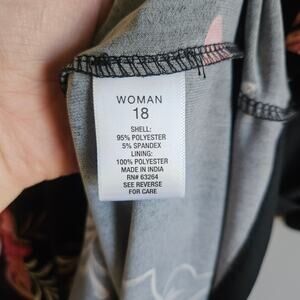 WOMAN
18
SHELL:
95% POLYESTER
5% SPANDEX
LINING:
100% POLYESTER
MADE IN INDIA
RN# 63264
SEE REVERSE
FOR CARE